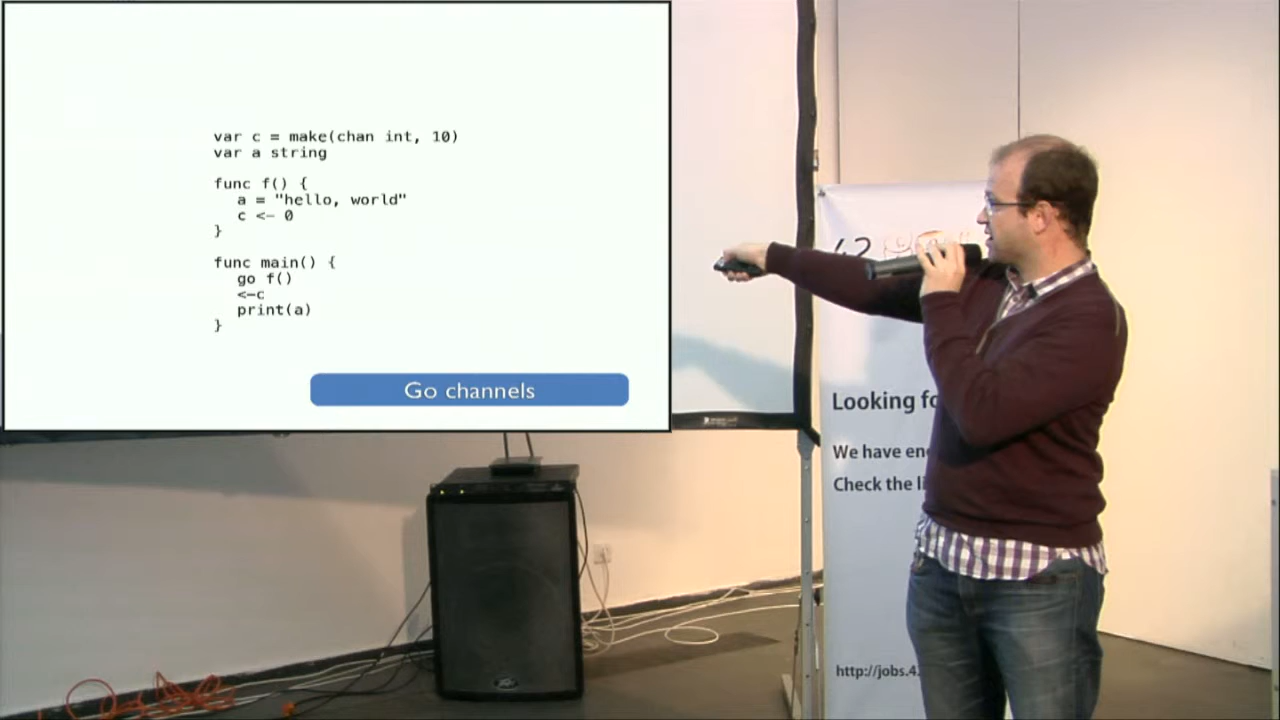 var c = make(chan int, 10)
var a string
func f() {
a = "hello, world"
c <- 0
}
func main() {
go f()
<-c
print(a)
}
Go channels
42
Looking fo
We have en
Check the li
http://jobs.4